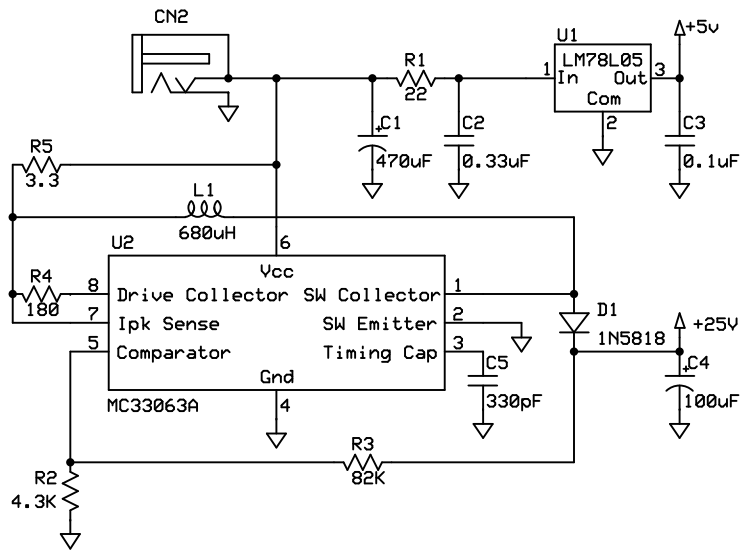 CN2
U1
+5v
R1
LM78L05
1
In
Out
3
22
Com
2
C1
+
470uF
C2
0.33uF
C3
0.1uF
R5
3.3
L1
680uH
U2
6
Vcc
R4
180
8
Drive Collector
SW Collector
1
7
Ipk Sense
SW Emitter
2
5
Comparator
Timing Cap
3
D1
1N5818
+25V
Gnd
C5
+
C4
MC33063A
4
330pF
100uF
R3
82K
R2
4.3K